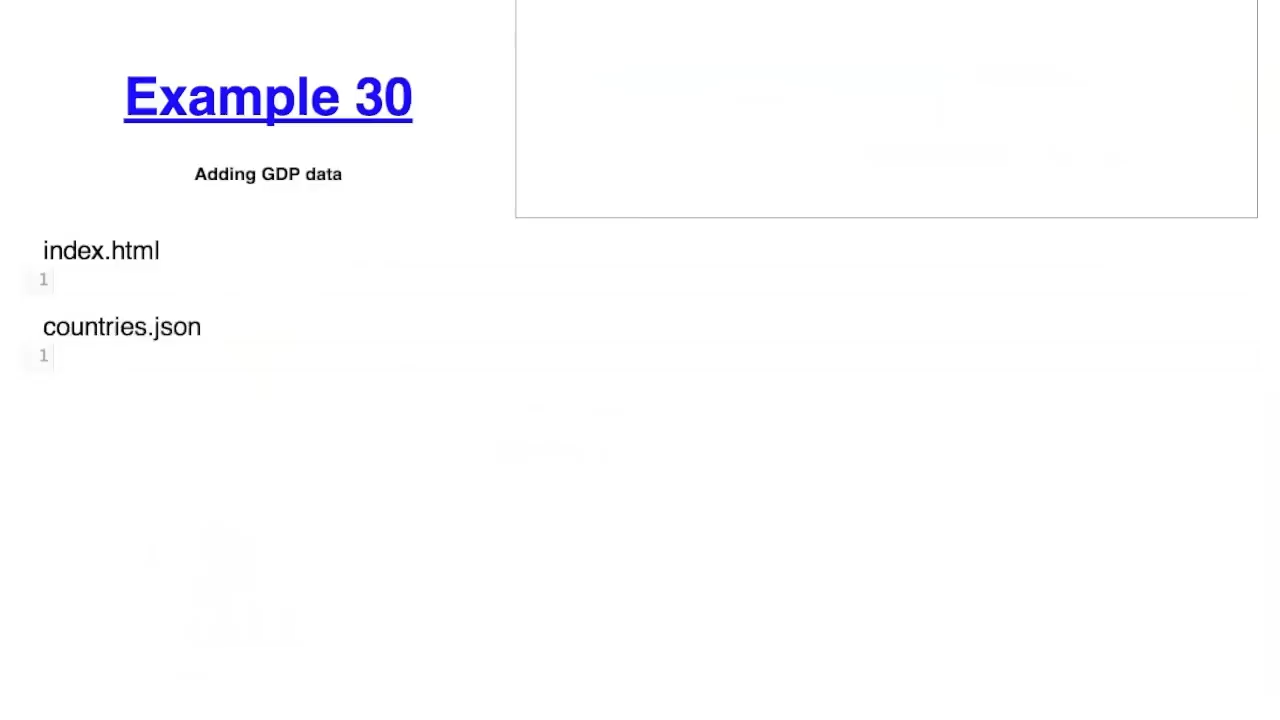 Example 30
Adding GDP data
index.html
1
countries.json
1